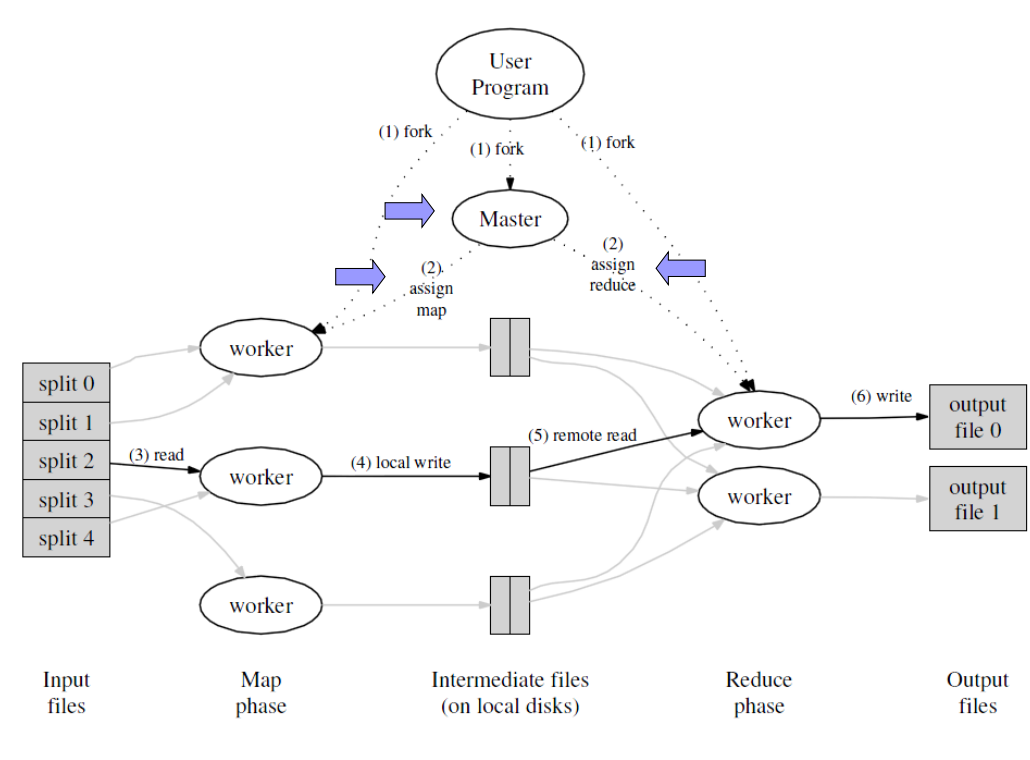 User
Program
(1) fork
(1) fork
(1) fork
Master
(2)
assign
map
(2)
assign
reduce
worker
split 0
split 1
split 2
split 3
split 4
(3) read
worker
(4) local write
(5) remote read
worker
(6) write
output
file 0
worker
output
file 1
worker
Input
files
Map
phase
Intermediate files
(on local disks)
Reduce
phase
Output
files